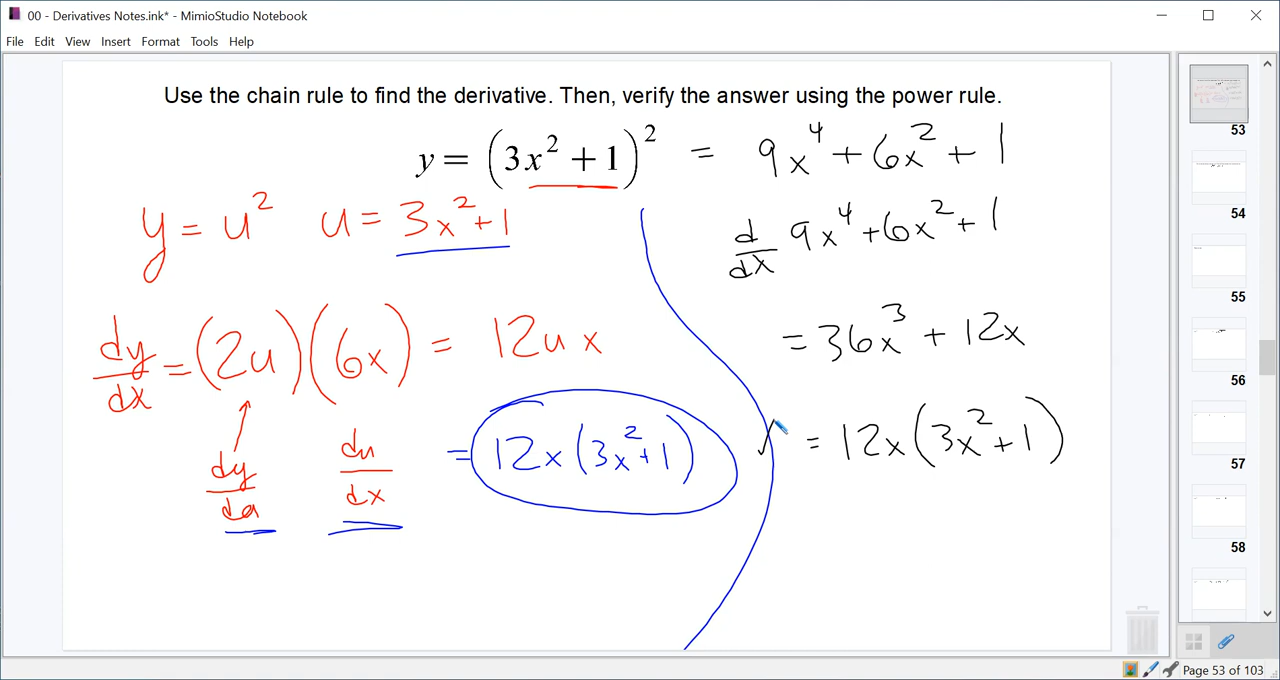 00 - Derivatives Notes.ink* - MimioStudio Notebook
File Edit View Insert Format Tools Help
Use the chain rule to find the derivative. Then, verify the answer using the power rule.
y = (3x² + 1)² = 9x⁴ + 6x² + 1
y = u² u = 3x² + 1
dy/dx = (2u)(6x) = 12ux
dy/du du/dx
= 12x(3x² + 1)
d/dx 9x⁴ + 6x² + 1
= 36x³ + 12x
✓ = 12x(3x² + 1)
53
54
55
56
57
58
Page 53 of 103